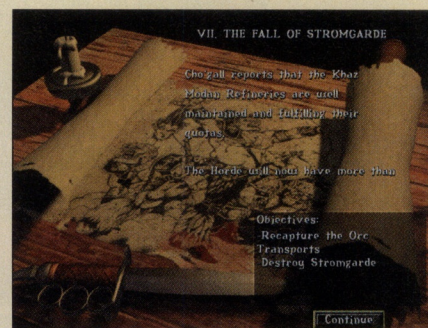 VII. THE FALL OF STROMGARDE
Cho'gall reports that the Khaz
Modan Refineries are well
maintained and fulfilling their
quotas.
The Horde will now have more than
Objectives:
-Recapture the Orc
Transports
-Destroy Stromgarde
Continue